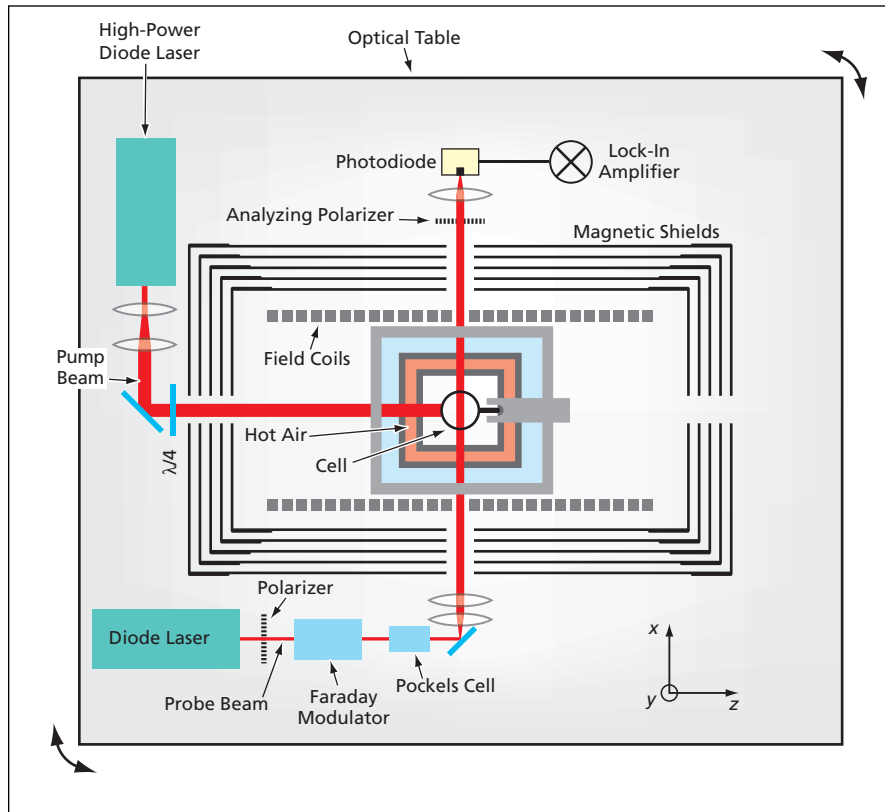 High-Power
Diode Laser
Optical Table
Photodiode
Lock-In
Amplifier
Analyzing Polarizer
Magnetic Shields
Field Coils
Pump
Beam
Hot Air
Cell
λ/4
Polarizer
Diode Laser
Probe Beam
Faraday
Modulator
Pockels Cell
x
y
z